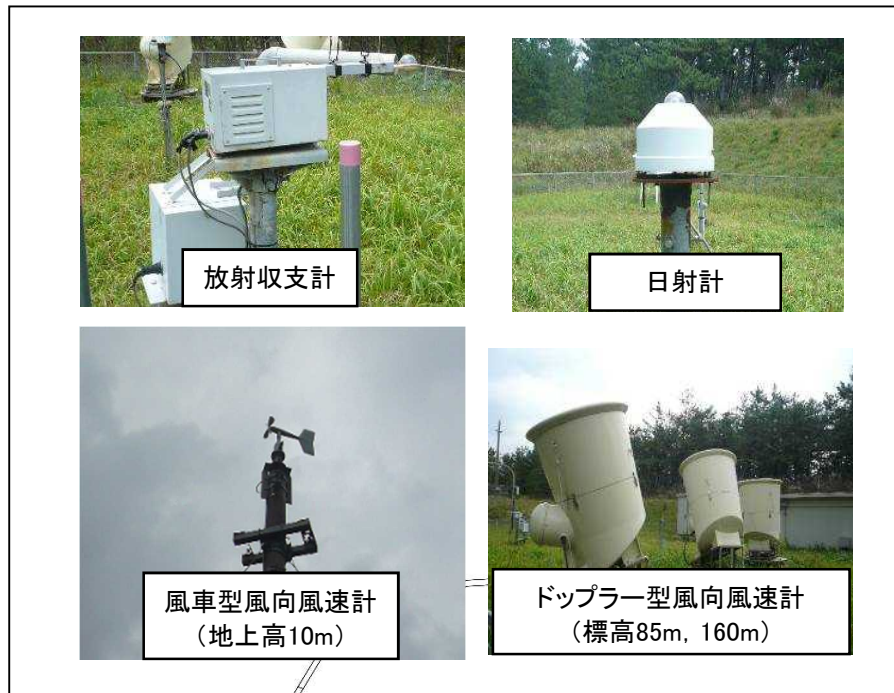 放射収支計
日射計
風車型風向風速計
（地上高10m）
ドップラー型風向風速計
（標高85m，160m）